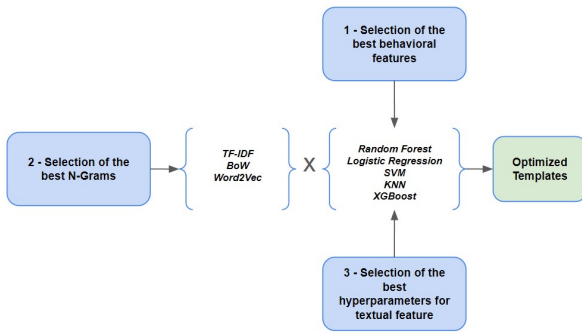 1 - Selection of the
best behavioral
features
2 - Selection of the
best N-Grams
TF-IDF
BoW
Word2Vec
X
Random Forest
Logistic Regression
SVM
KNN
XGBoost
Optimized
Templates
3 - Selection of the
best
hyperparameters for
textual feature